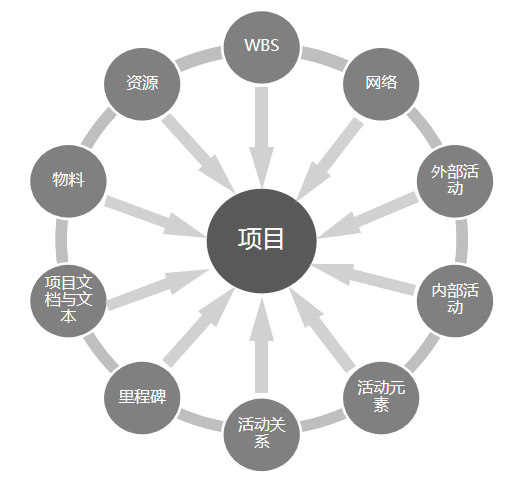 WBS
网络
外部活
动
内部活
动
活动元
素
活动关
系
里程碑
项目文
档与文
本
物料
资源
项目